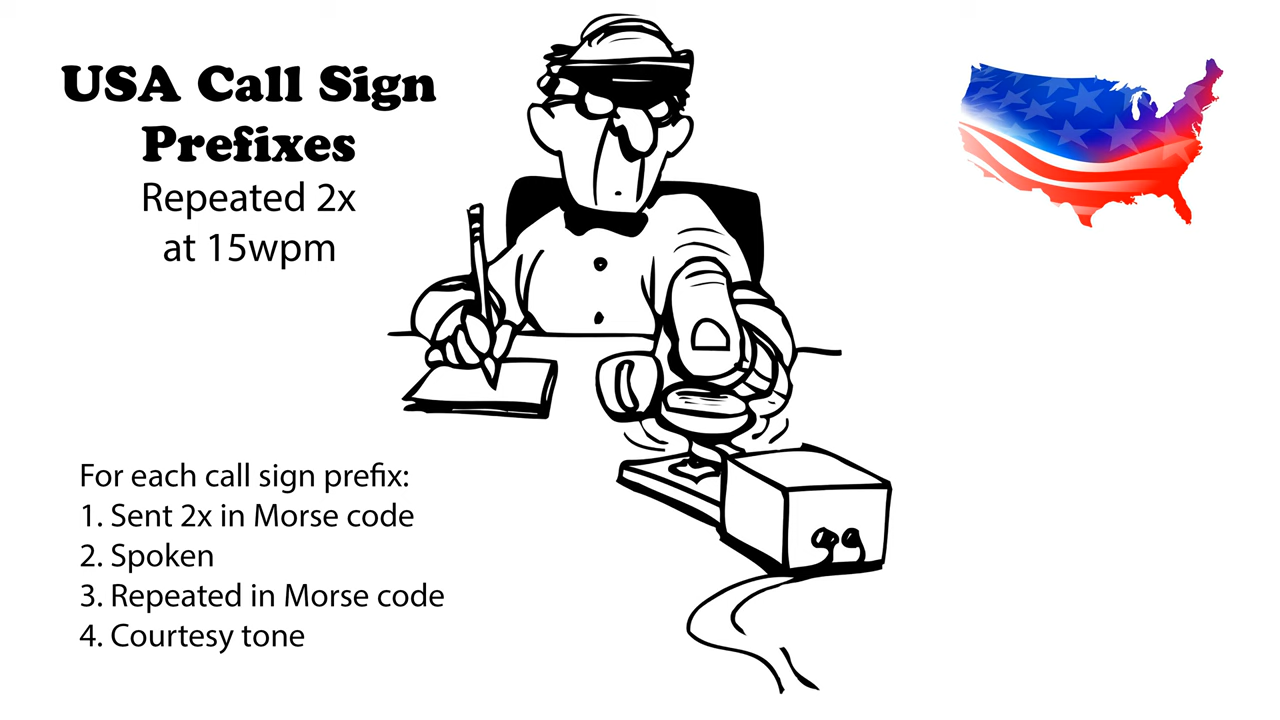 USA Call Sign
Prefixes
Repeated 2x
at 15wpm
For each call sign prefix:
1. Sent 2x in Morse code
2. Spoken
3. Repeated in Morse code
4. Courtesy tone